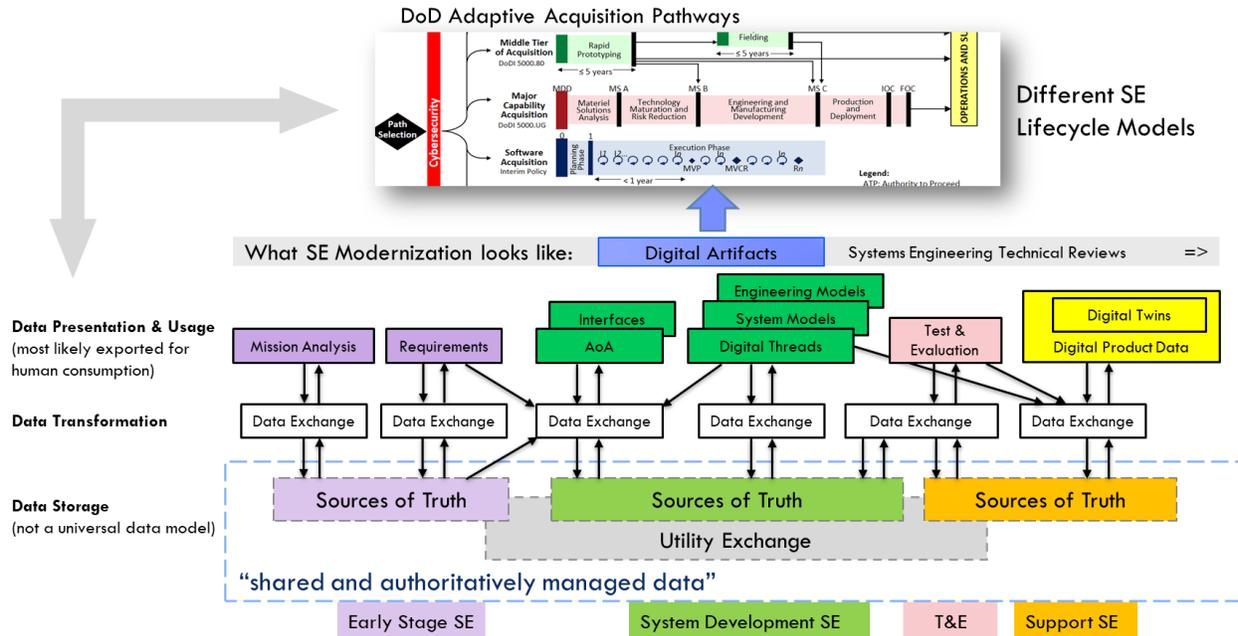 DoD Adaptive Acquisition Pathways
Middle Tier
of Acquisition
DoDI 5000.80
Rapid
Prototyping
≤ 5 years
Fielding
≤ 5 years
Path
Selection
Cybersecurity
Major
Capability
Acquisition
DoDI 5000.UG
MDD
Materiel
Solutions
Analysis
MS A
Technology
Maturation and
Risk Reduction
MS B
Engineering and
Manufacturing
Development
MS C
Production
and
Deployment
IOC
FOC
OPERATIONS AND SU
Software
Acquisition
Interim Policy
0
1
Planning
Phase
Execution Phase
I1 I2... In In In
MVP
MVCR
Rn
< 1 year
Legend:
ATP: Authority to Proceed
Different SE
Lifecycle Models
What SE Modernization looks like:
Digital Artifacts
Systems Engineering Technical Reviews
=>
Data Presentation & Usage
(most likely exported for
human consumption)
Mission Analysis
Requirements
Interfaces
AoA
Engineering Models
System Models
Digital Threads
Test &
Evaluation
Digital Twins
Digital Product Data
Data Transformation
Data Exchange
Data Exchange
Data Exchange
Data Exchange
Data Exchange
Data Exchange
Data Storage
(not a universal data model)
Sources of Truth
Sources of Truth
Sources of Truth
Utility Exchange
“shared and authoritatively managed data”
Early Stage SE
System Development SE
T&E
Support SE